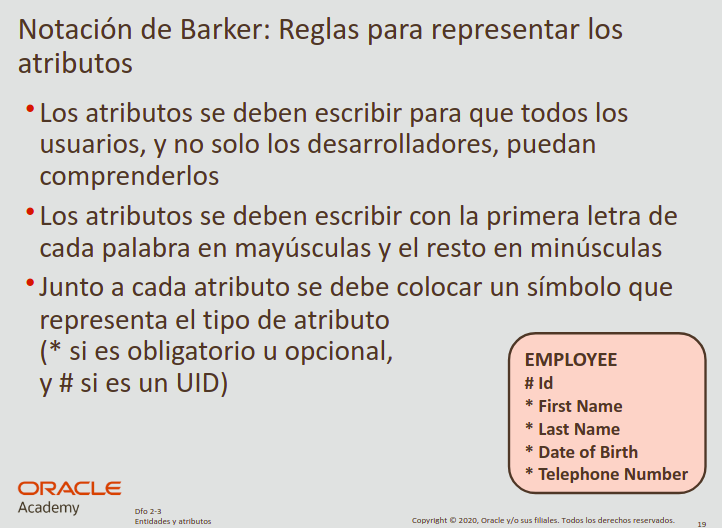 Notación de Barker: Reglas para representar los
atributos
• Los atributos se deben escribir para que todos los
usuarios, y no solo los desarrolladores, puedan
comprenderlos
• Los atributos se deben escribir con la primera letra de
cada palabra en mayúsculas y el resto en minúsculas
• Junto a cada atributo se debe colocar un símbolo que
representa el tipo de atributo
(* si es obligatorio u opcional,
y # si es un UID)
EMPLOYEE
# Id
* First Name
* Last Name
* Date of Birth
* Telephone Number
ORACLE
Academy
Dfo 2-3
Entidades y atributos
Copyright © 2020, Oracle y/o sus filiales. Todos los derechos reservados.
19